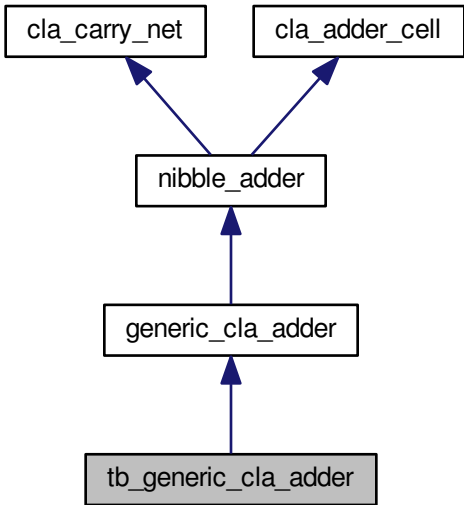 cla_carry_net
cla_adder_cell
nibble_adder
generic_cla_adder
tb_generic_cla_adder